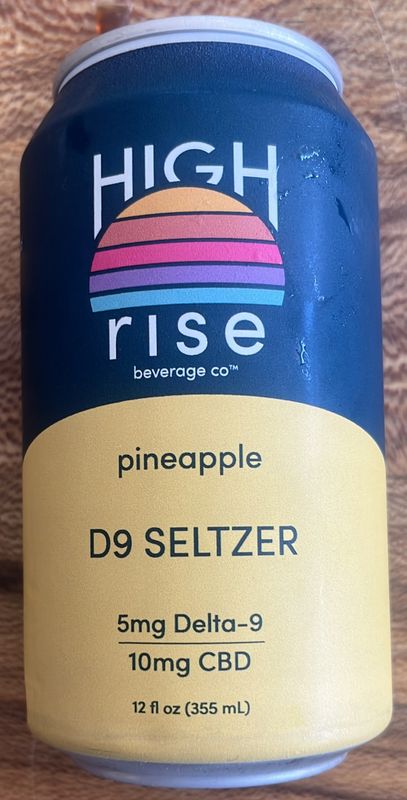 HIGH
rise
beverage co™
pineapple
D9 SELTZER
5mg Delta-9
10mg CBD
12 fl oz (355 mL)